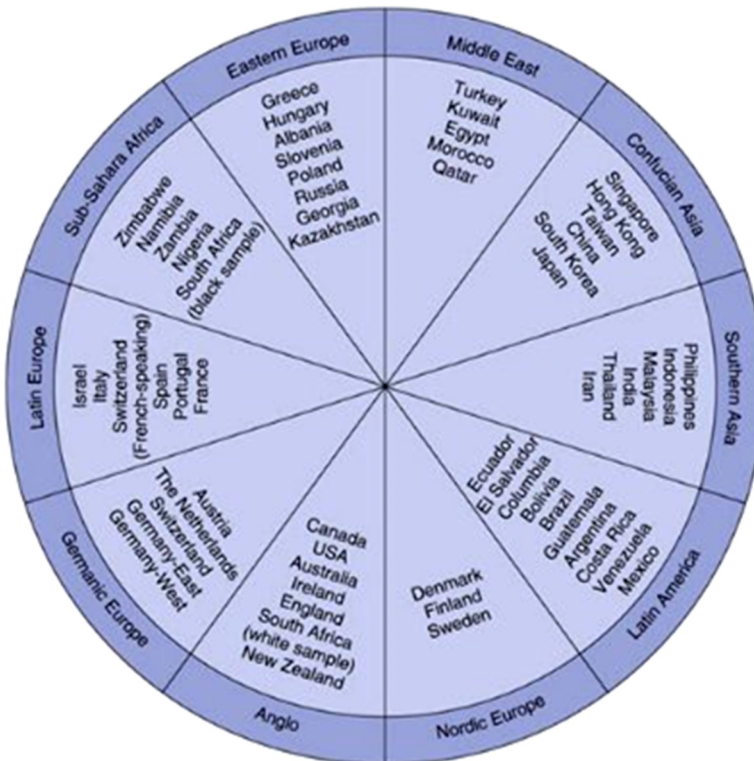 Eastern Europe
Greece
Hungary
Albania
Slovenia
Poland
Russia
Georgia
Kazakhstan
Middle East
Turkey
Kuwait
Egypt
Morocco
Qatar
Confucian Asia
Singapore
Hong Kong
Taiwan
China
South Korea
Japan
Southern Asia
Philippines
Indonesia
Malaysia
India
Thailand
Iran
Latin America
Ecuador
El Salvador
Columbia
Bolivia
Brazil
Guatemala
Argentina
Costa Rica
Venezuela
Mexico
Nordic Europe
Denmark
Finland
Sweden
Anglo
Canada
USA
Australia
Ireland
England
South Africa
(white sample)
New Zealand
Germanic Europe
Austria
The Netherlands
Switzerland
Germany-East
Germany-West
Latin Europe
Israel
Italy
Switzerland
(French-speaking)
Spain
Portugal
France
Sub-Sahara Africa
Zimbabwe
Namibia
Zambia
Nigeria
South Africa
(black sample)